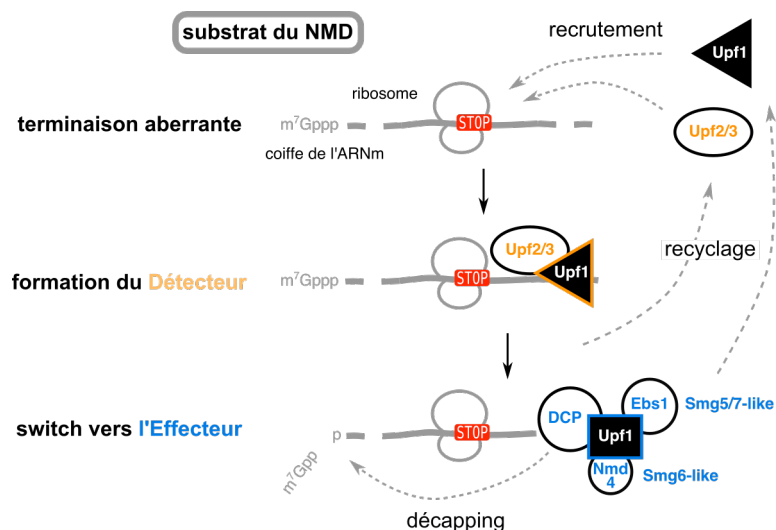 substrat du NMD
recrutement
Upf1
ribosome
terminaison aberrante
m⁷Gppp
STOP
Upf2/3
coiffe de l'ARNm
Upf2/3
recyclage
formation du Détecteur
m⁷Gppp
STOP
Upf1
DCP
Ebs1
Smg5/7-like
switch vers l'Effecteur
p
STOP
Upf1
m⁷Gpp
Nmd
4
Smg6-like
décapping